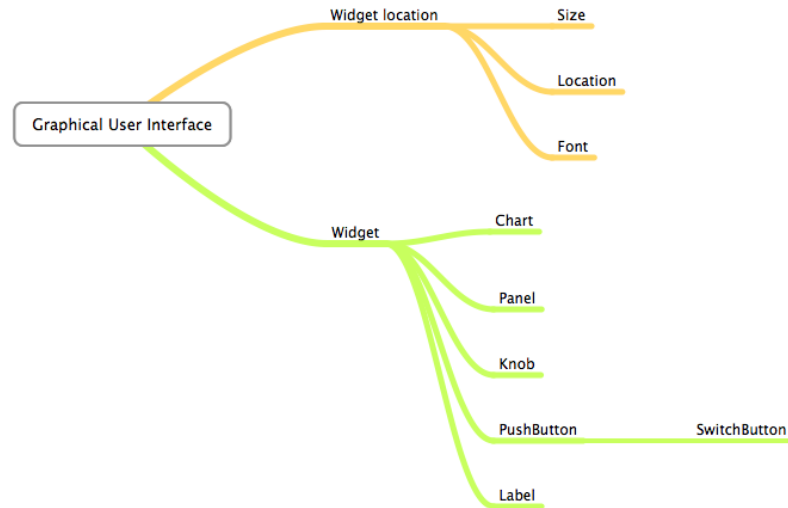 Widget location
Size
Location
Graphical User Interface
Font
Chart
Widget
Panel
Knob
PushButton
SwitchButton
Label